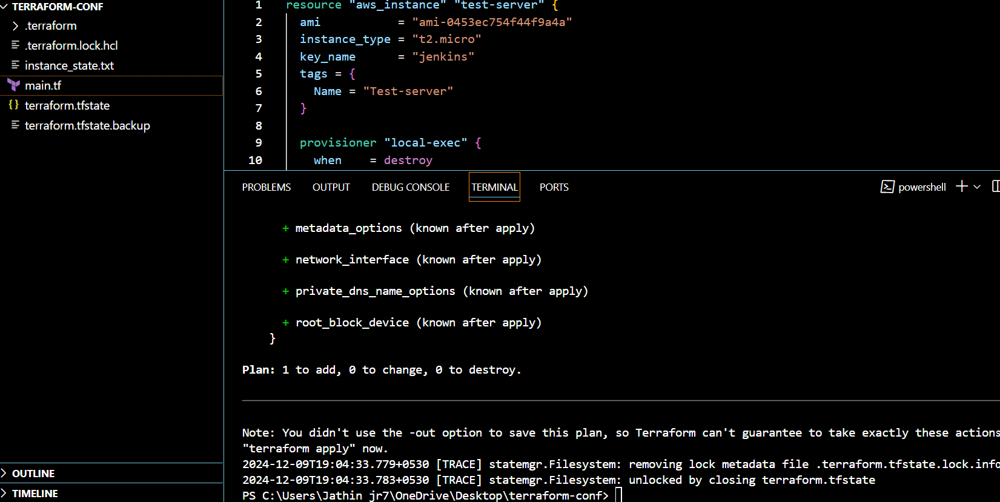 TERRAFORM-CONF
.terraform
.terraform.lock.hcl
instance_state.txt
main.tf
terraform.tfstate
terraform.tfstate.backup
OUTLINE
TIMELINE
1 resource "aws_instance" "test-server" {
2 ami = "ami-0453ec754f44f9a4a"
3 instance_type = "t2.micro"
4 key_name = "jenkins"
5 tags = {
6 Name = "Test-server"
7 }
8
9 provisioner "local-exec" {
10 when = destroy
PROBLEMS OUTPUT DEBUG CONSOLE TERMINAL PORTS powershell
+ metadata_options (known after apply)
+ network_interface (known after apply)
+ private_dns_name_options (known after apply)
+ root_block_device (known after apply)
}
Plan: 1 to add, 0 to change, 0 to destroy.
Note: You didn't use the -out option to save this plan, so Terraform can't guarantee to take exactly these actions
"terraform apply" now.
2024-12-09T19:04:33.779+0530 [TRACE] statemgr.Filesystem: removing lock metadata file .terraform.tfstate.lock.info
2024-12-09T19:04:33.783+0530 [TRACE] statemgr.Filesystem: unlocked by closing terraform.tfstate
PS C:\Users\Jathin jr7\OneDrive\Desktop\terraform-conf>